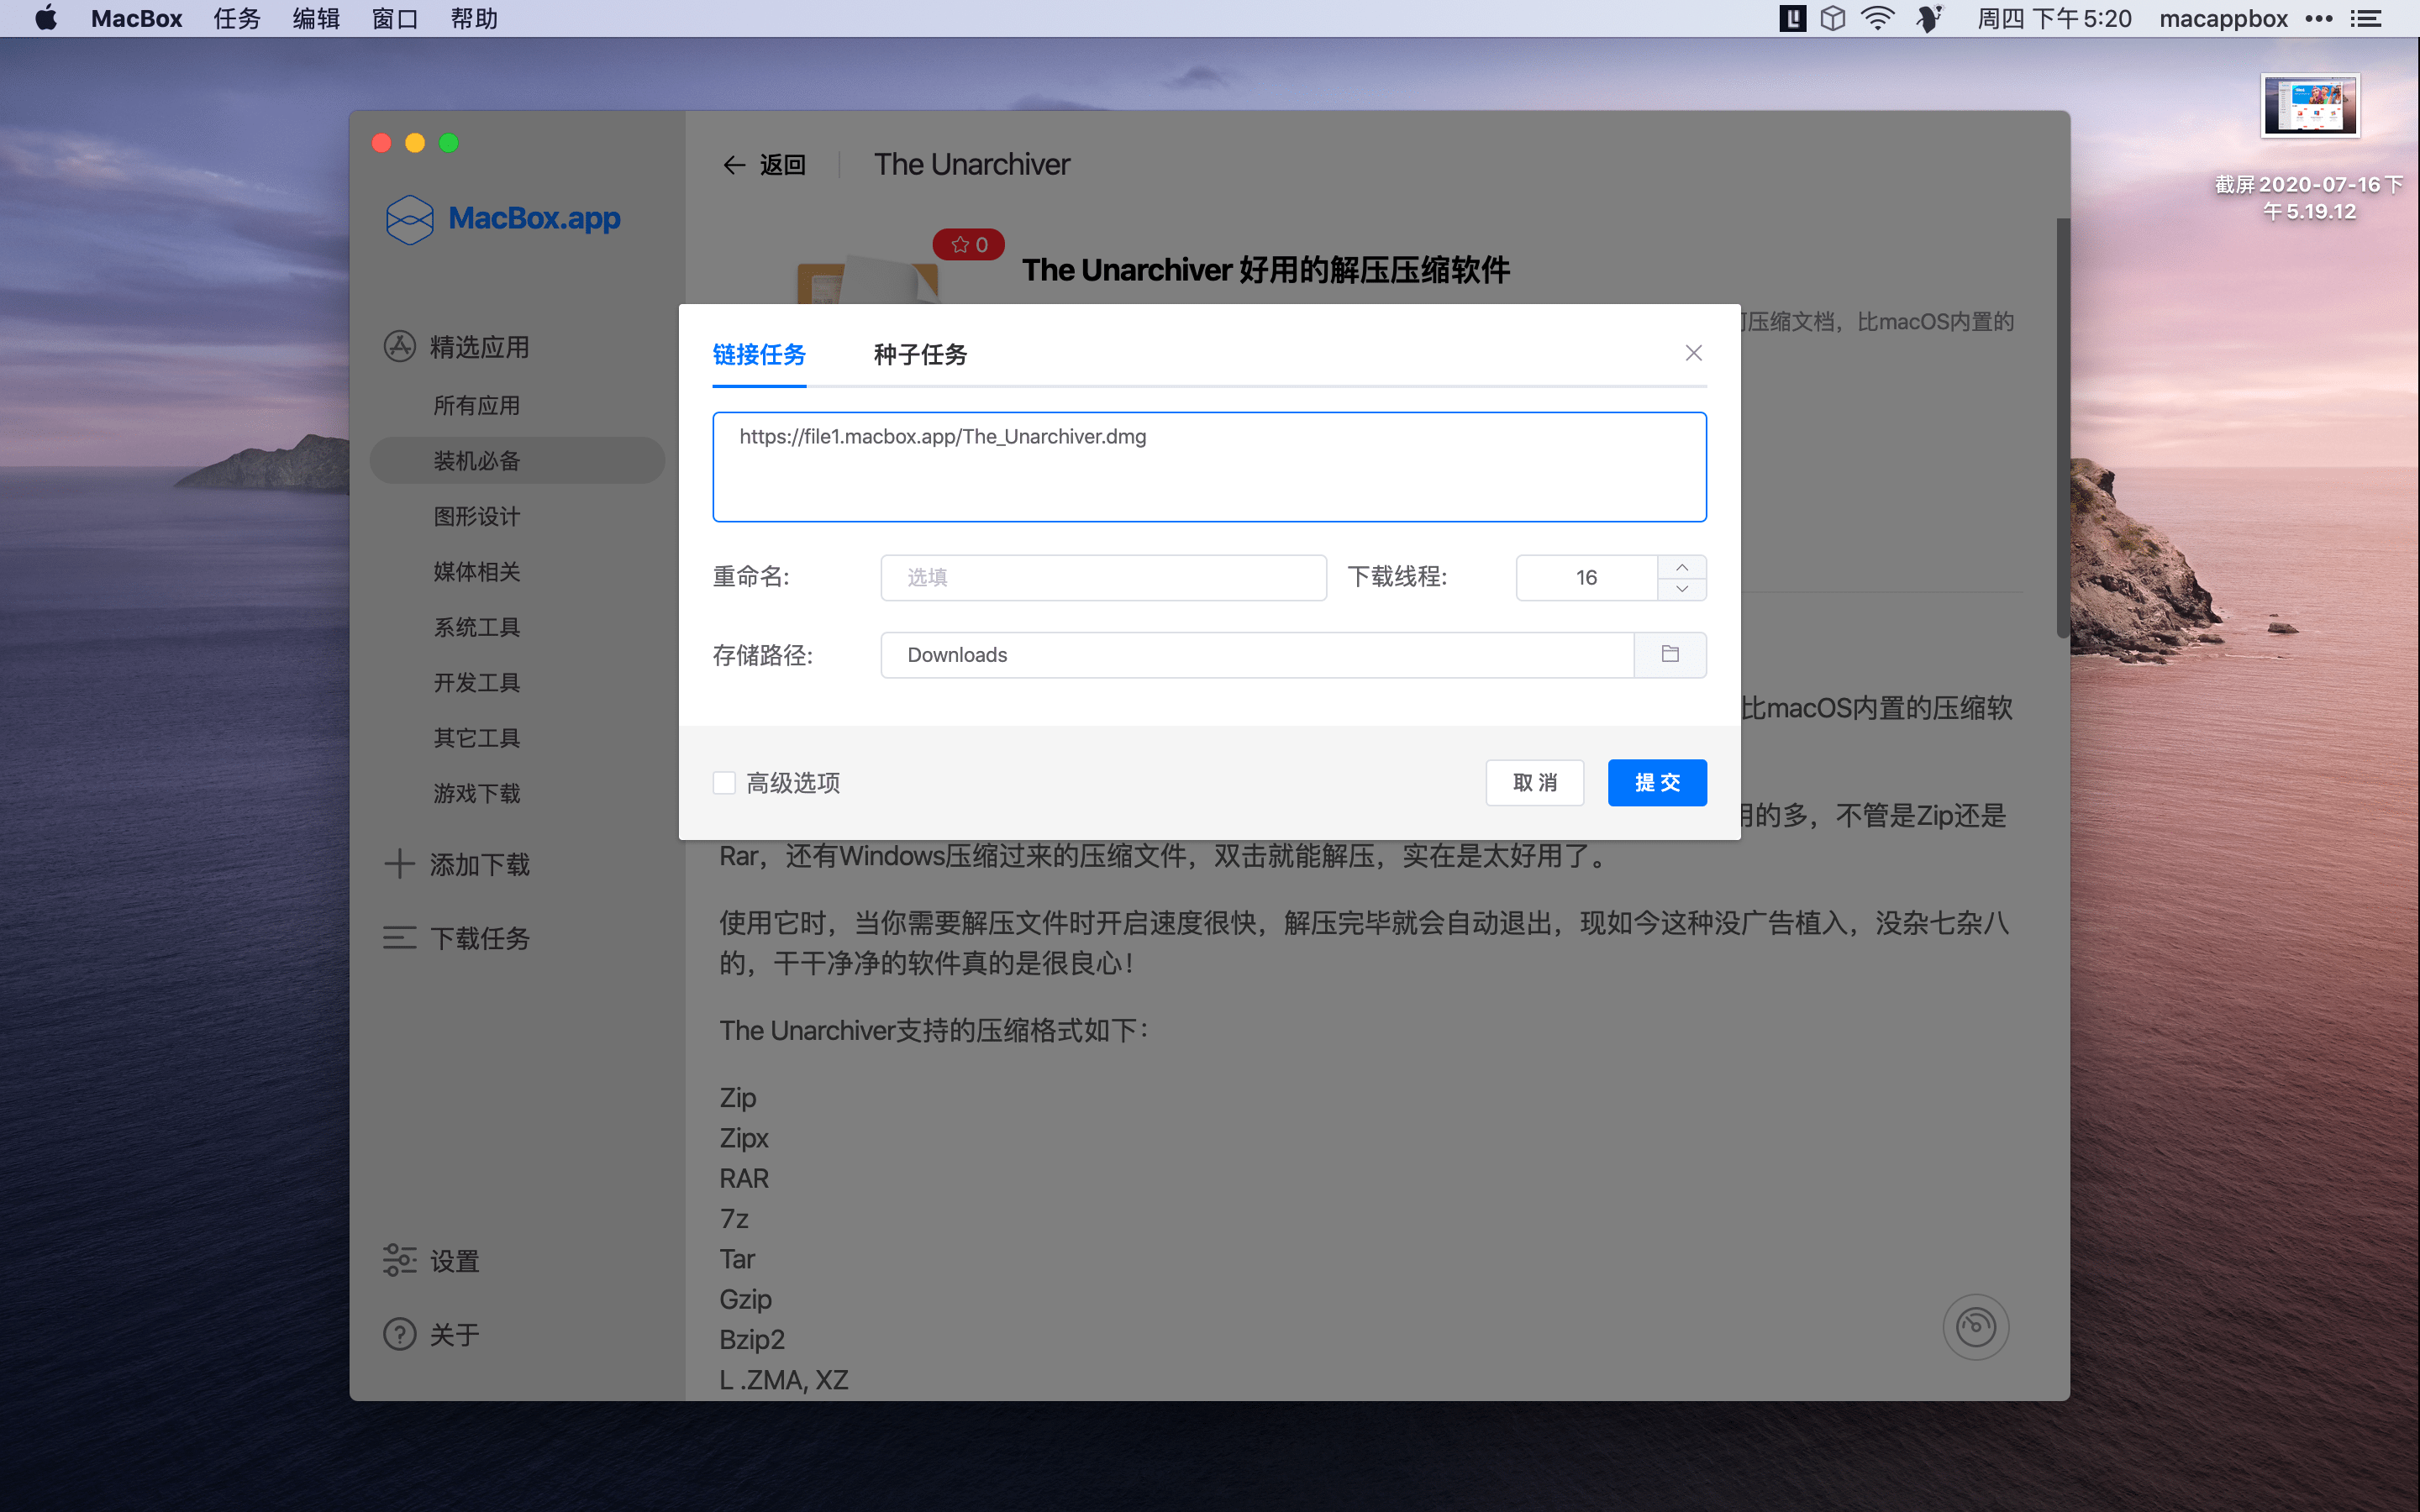 MacBox 任务 编辑 窗口 帮助
周四 下午5:20 macappbox
截屏2020-07-16下
午5.19.12
MacBox.app
精选应用
所有应用
装机必备
图形设计
媒体相关
系统工具
开发工具
其它工具
游戏下载
添加下载
下载任务
设置
关于
返回 The Unarchiver
0
The Unarchiver 好用的解压压缩软件
压缩文档，比macOS内置的
链接任务 种子任务
https://file1.macbox.app/The_Unarchiver.dmg
重命名: 选填 下载线程: 16
存储路径: Downloads
高级选项 取消 提交
比macOS内置的压缩软
用的多，不管是Zip还是
Rar，还有Windows压缩过来的压缩文件，双击就能解压，实在是太好用了。
使用它时，当你需要解压文件时开启速度很快，解压完毕就会自动退出，现如今这种没广告植入，没杂七杂八
的，干干净净的软件真的是很良心！
The Unarchiver支持的压缩格式如下：
Zip
Zipx
RAR
7z
Tar
Gzip
Bzip2
L .ZMA, XZ